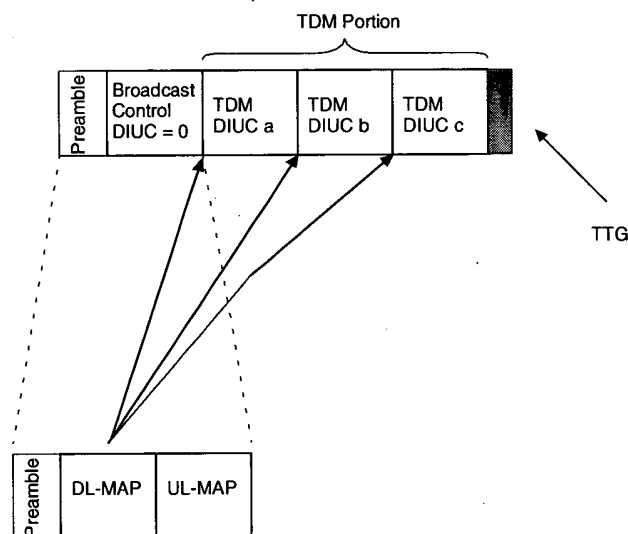 TDM Portion
Preamble
Broadcast
Control
DIUC = 0
TDM
DIUC a
TDM
DIUC b
TDM
DIUC c
TTG
Preamble
DL-MAP
UL-MAP